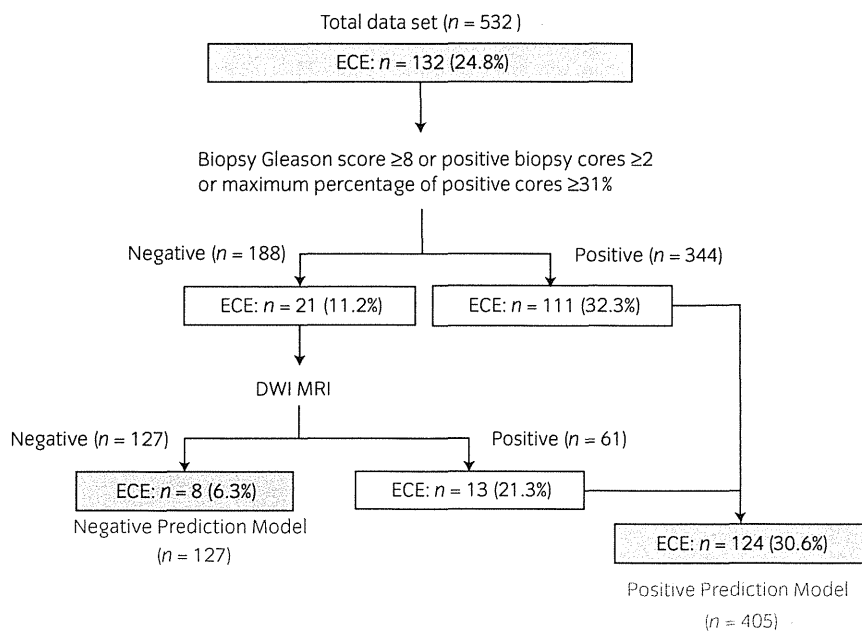 Total data set (n = 532 )
ECE: n = 132 (24.8%)
Biopsy Gleason score ≥8 or positive biopsy cores ≥2
or maximum percentage of positive cores ≥31%
Negative (n = 188)
Positive (n = 344)
ECE: n = 21 (11.2%)
ECE: n = 111 (32.3%)
DWI MRI
Negative (n = 127)
Positive (n = 61)
ECE: n = 8 (6.3%)
ECE: n = 13 (21.3%)
Negative Prediction Model
(n = 127)
ECE: n = 124 (30.6%)
Positive Prediction Model
(n = 405)